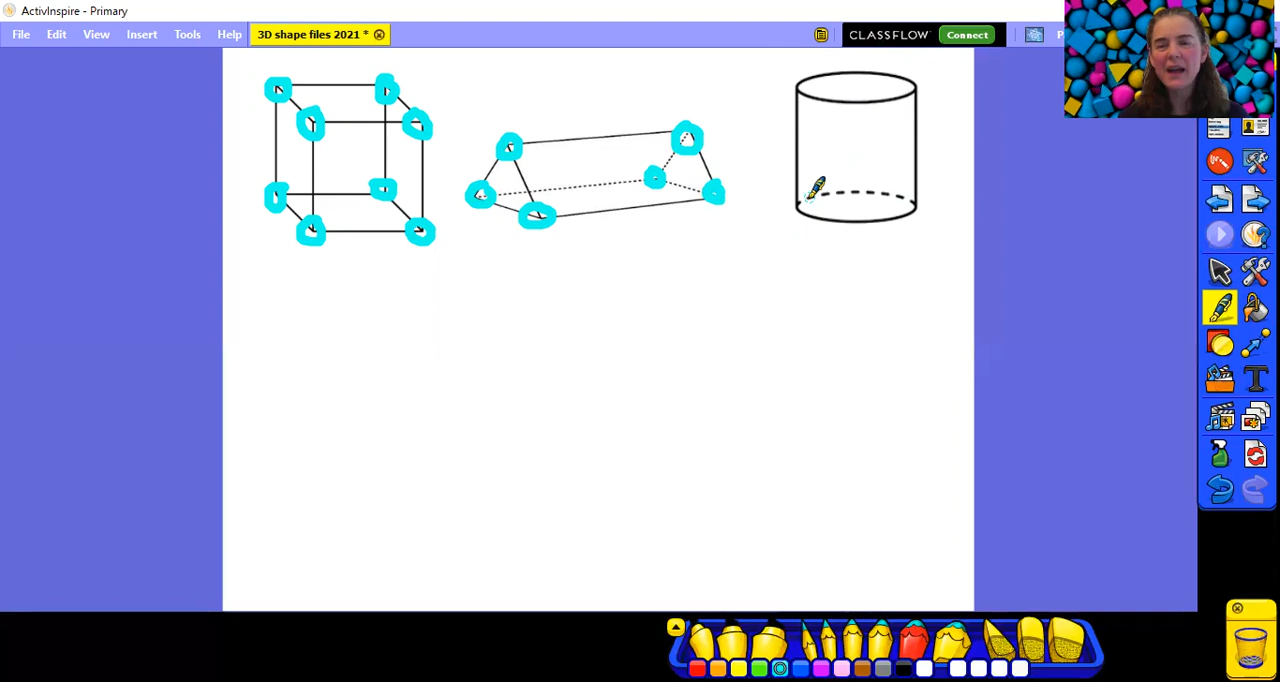 ActivInspire - Primary
File Edit View Insert Tools Help 3D shape files 2021 * CLASSFLOW Connect